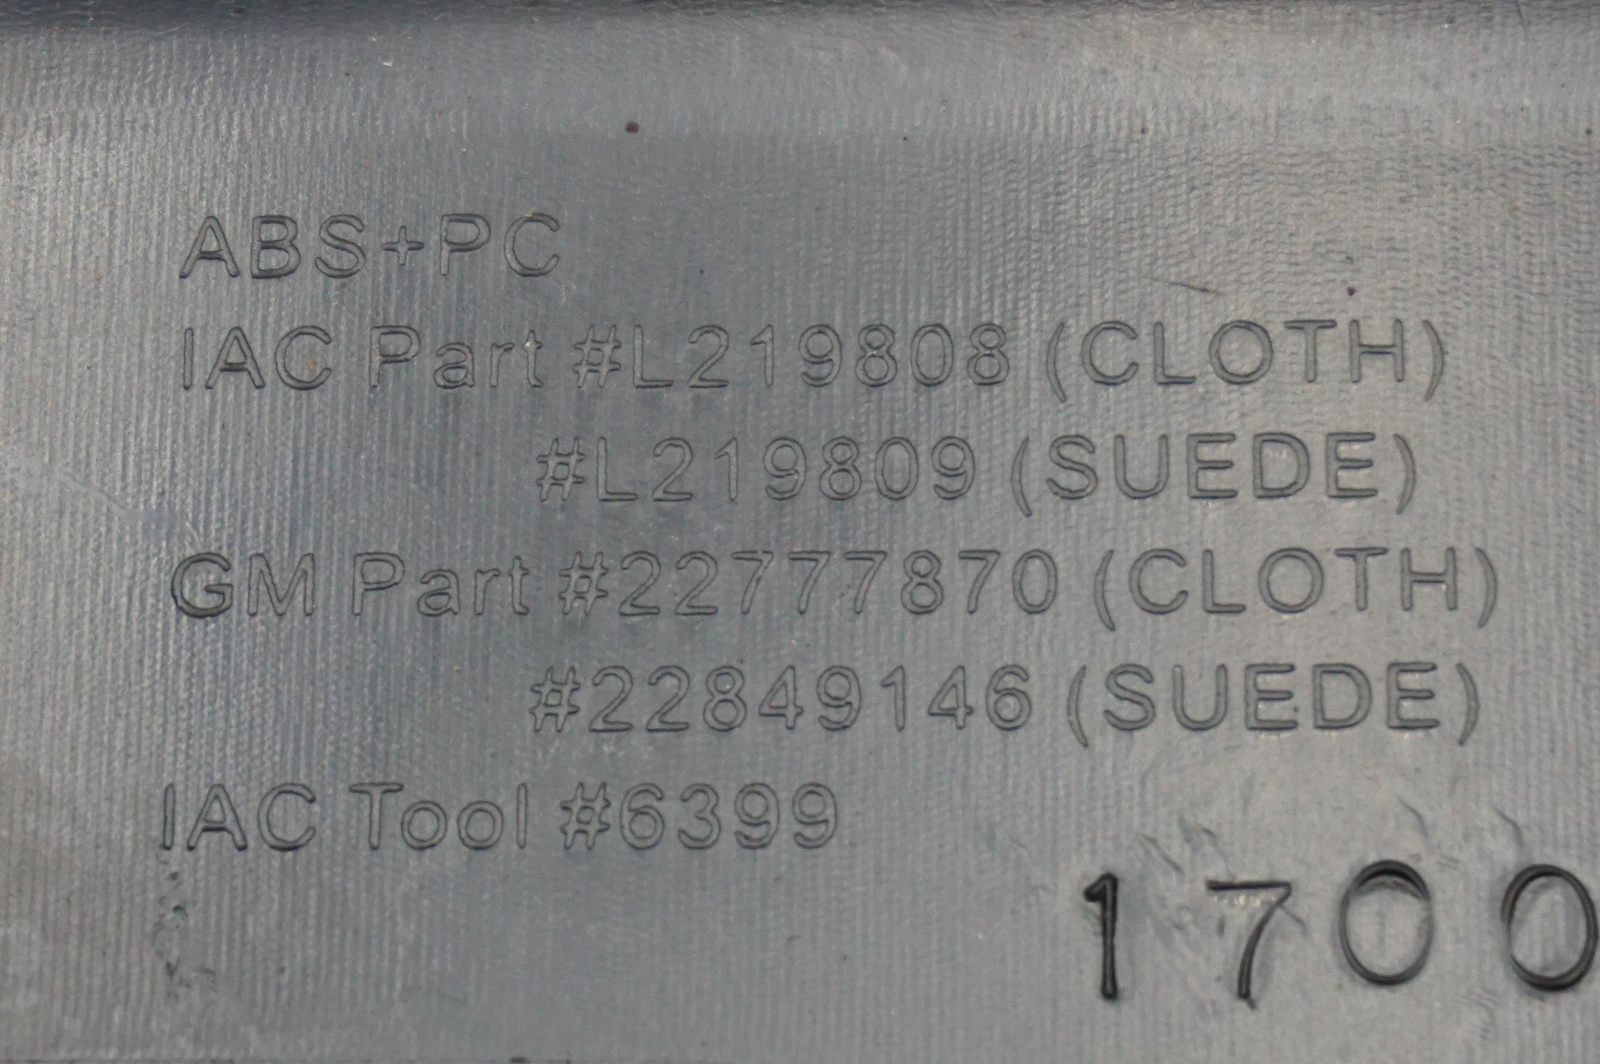 ABS+PC
IAC Part #L219808 (CLOTH)
#L219809 (SUEDE)
GM Part #22777870 (CLOTH)
#22849146 (SUEDE)
IAC Tool #6399
1700